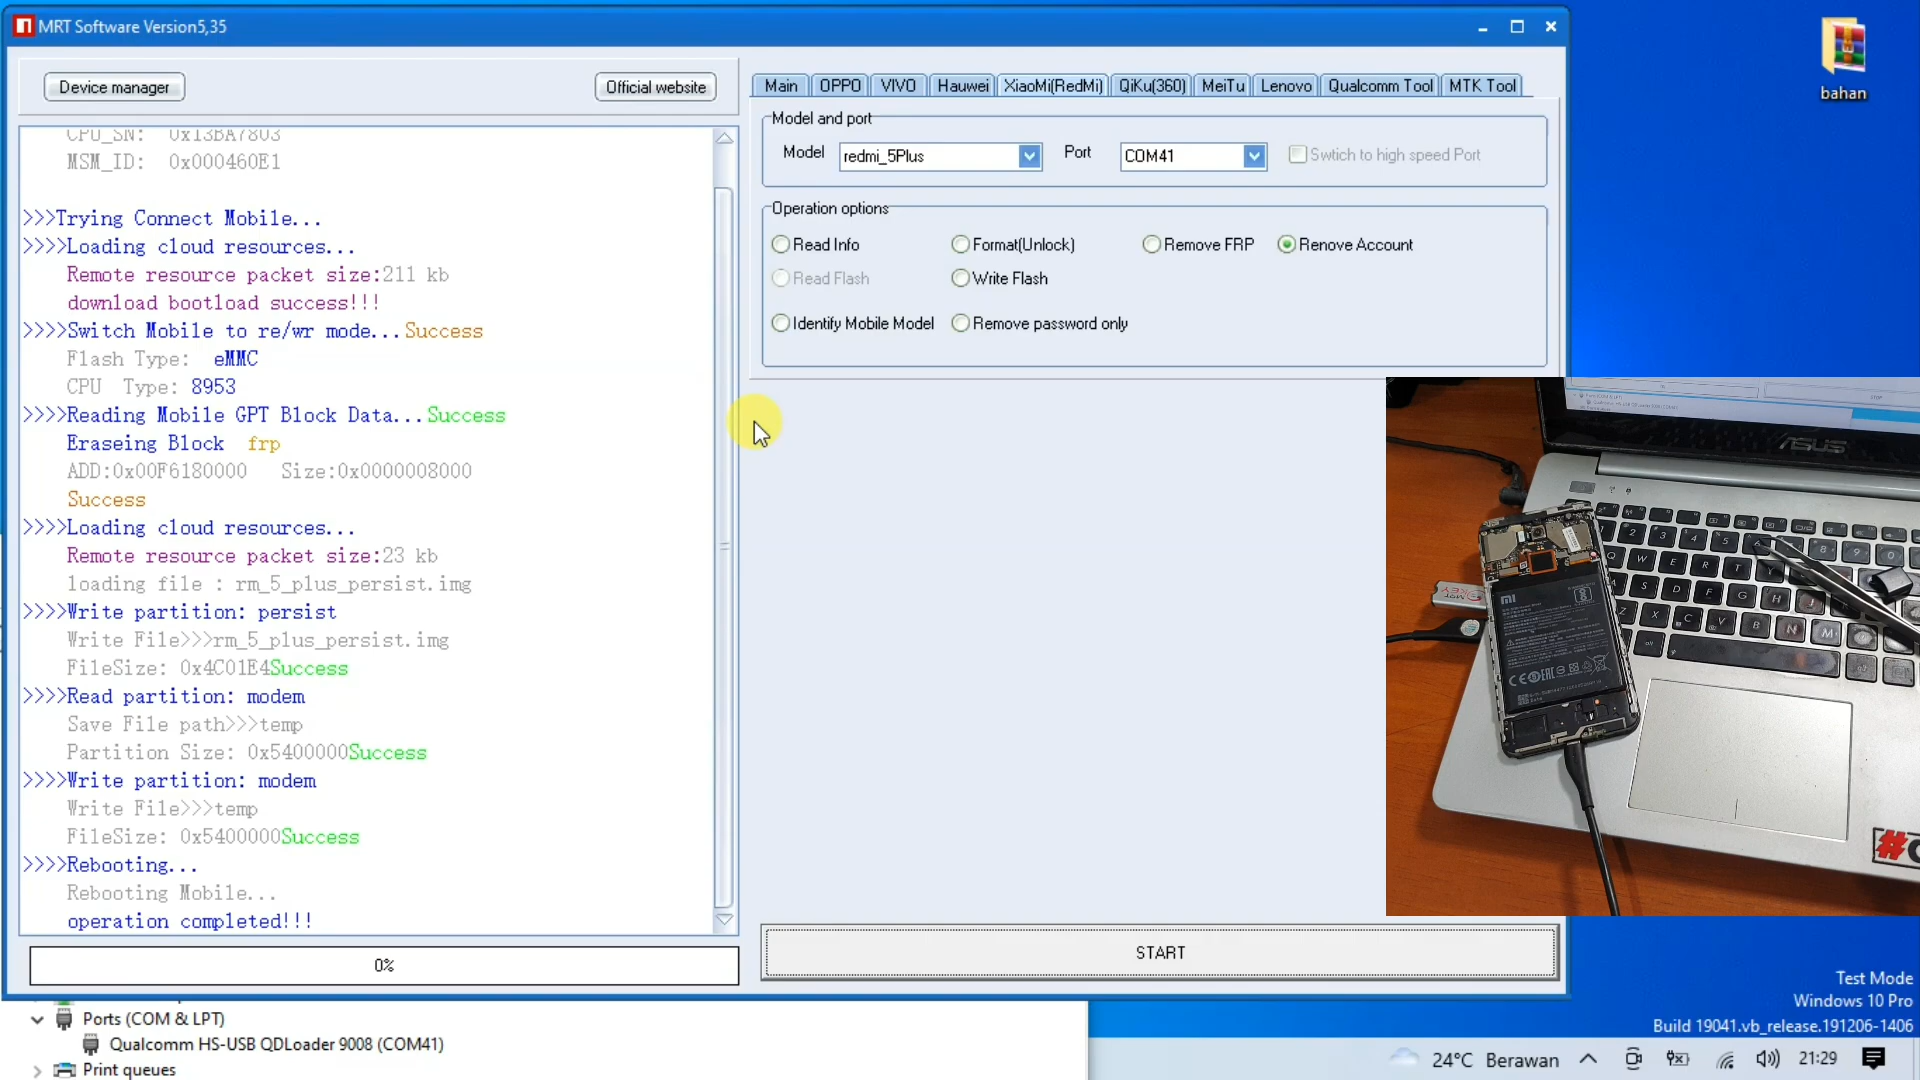 MRT Software Version5,35
bahan
Device manager
Official website
Main OPPO VIVO Hauwei XiaoMi(RedMi) QiKu(360) MeiTu Lenovo Qualcomm Tool MTK Tool
Model and port
Model redmi_5Plus Port COM41 Swtich to high speed Port
Operation options
Read Info Format(Unlock) Remove FRP Renove Account
Read Flash Write Flash
Identify Mobile Model Remove password only
CPU_SN: 0x13BA7803
MSM_ID: 0x000460E1
>>>Trying Connect Mobile...
>>>>Loading cloud resources...
Remote resource packet size:211 kb
download bootload success!!!
>>>>Switch Mobile to re/wr mode...Success
Flash Type: eMMC
CPU Type: 8953
>>>>Reading Mobile GPT Block Data...Success
Eraseing Block frp
ADD:0x00F6180000 Size:0x0000008000
Success
>>>>Loading cloud resources...
Remote resource packet size:23 kb
loading file : rm_5_plus_persist.img
>>>>Write partition: persist
Write File>>>rm_5_plus_persist.img
FileSize: 0x4C01E4Success
>>>>Read partition: modem
Save File path>>>temp
Partition Size: 0x5400000Success
>>>>Write partition: modem
Write File>>>temp
FileSize: 0x5400000Success
>>>>Rebooting...
Rebooting Mobile...
operation completed!!!
0%
START
ASUS
mi
Test Mode
Windows 10 Pro
Build 19041.vb_release.191206-1406
Ports (COM & LPT)
Qualcomm HS-USB QDLoader 9008 (COM41)
Print queues
24°C Berawan
21:29